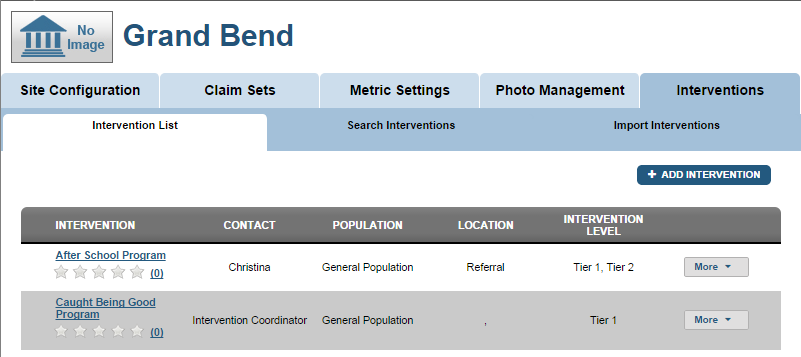 No
Image
Grand Bend
Site Configuration Claim Sets Metric Settings Photo Management Interventions
Intervention List Search Interventions Import Interventions
+ ADD INTERVENTION
INTERVENTION CONTACT POPULATION LOCATION INTERVENTION
LEVEL
After School Program
(0) Christina General Population Referral Tier 1, Tier 2 More
Caught Being Good
Program
(0) Intervention Coordinator General Population , Tier 1 More